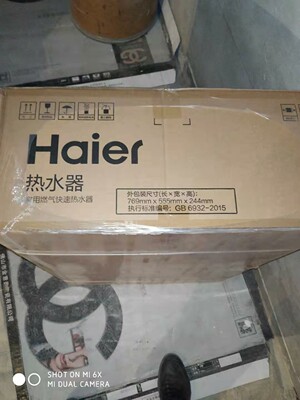 Haier
热水器
家用燃气快速热水器
外包装尺寸(长×宽×高):
769mm×555mm×244mm
执行标准编号: GB 6932-2015
SHOT ON MI 6X
MI DUAL CAMERA